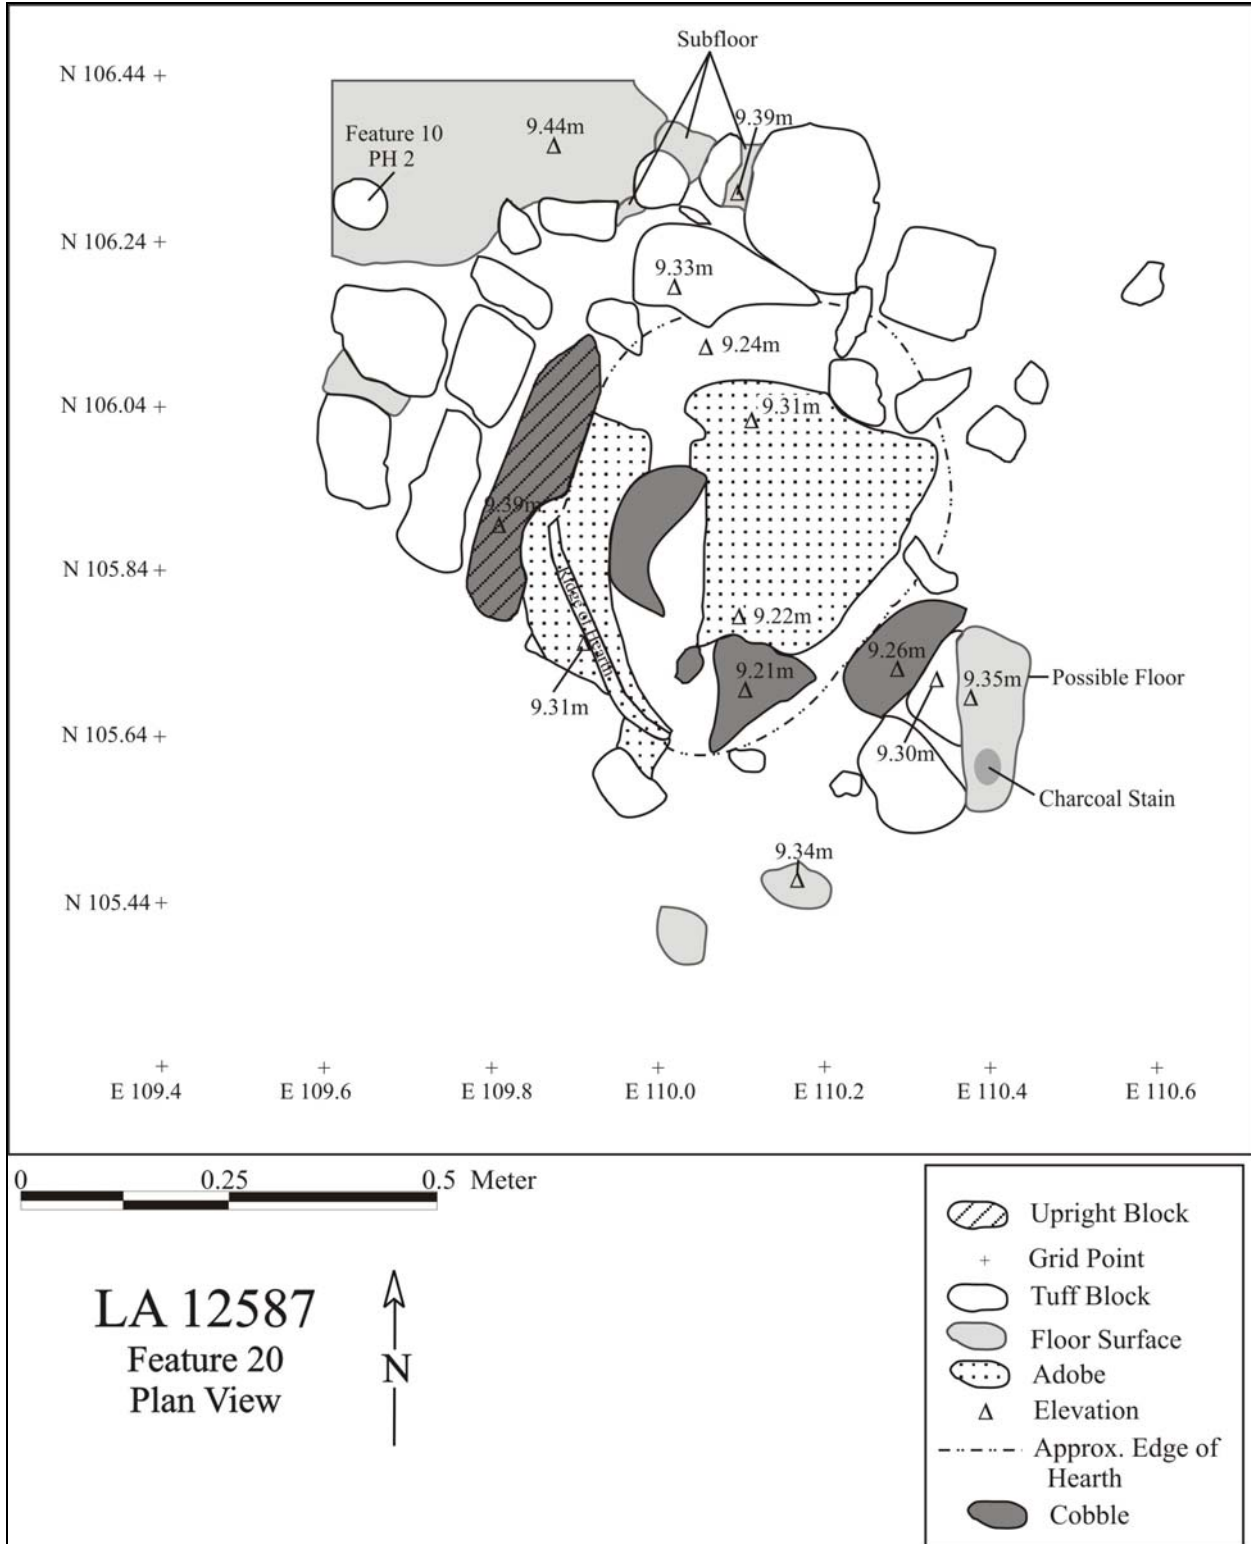 Subfloor
N 106.44 +
9.39m
9.44m
Feature 10
PH 2
N 106.24 +
9.33m
9.24m
N 106.04 +
9.31m
9.39m
N 105.84 +
Ridge of Hearth
9.22m
9.26m
9.21m
9.35m
Possible Floor
9.31m
N 105.64 +
9.30m
Charcoal Stain
9.34m
N 105.44 +
+ + + + + + +
E 109.4 E 109.6 E 109.8 E 110.0 E 110.2 E 110.4 E 110.6
0 0.25 0.5 Meter
LA 12587
Feature 20
Plan View
N
Upright Block
+ Grid Point
Tuff Block
Floor Surface
Adobe
Δ Elevation
Approx. Edge of
Hearth
Cobble